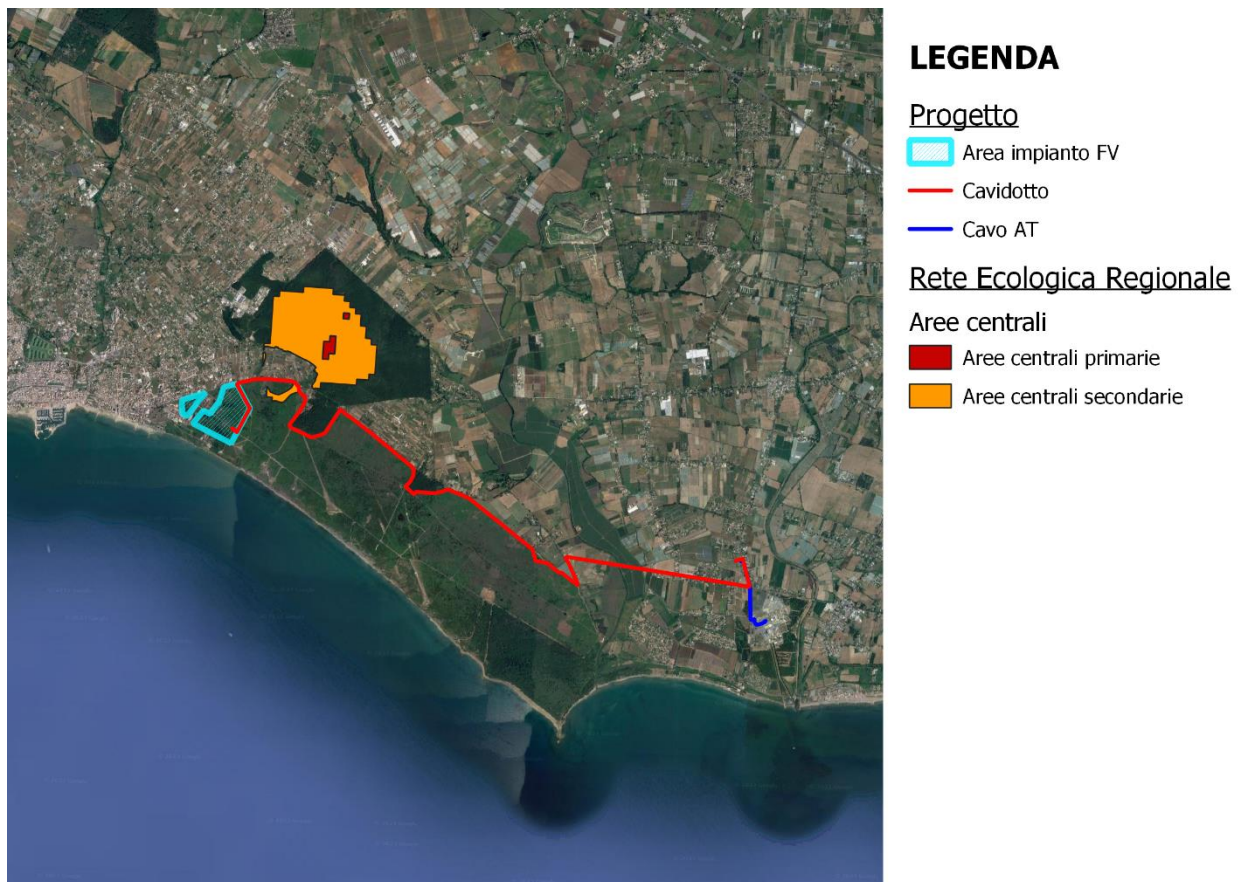 LEGENDA
Progetto
Area impianto FV
Cavidotto
Cavo AT
Rete Ecologica Regionale
Aree centrali
Aree centrali primarie
Aree centrali secondarie